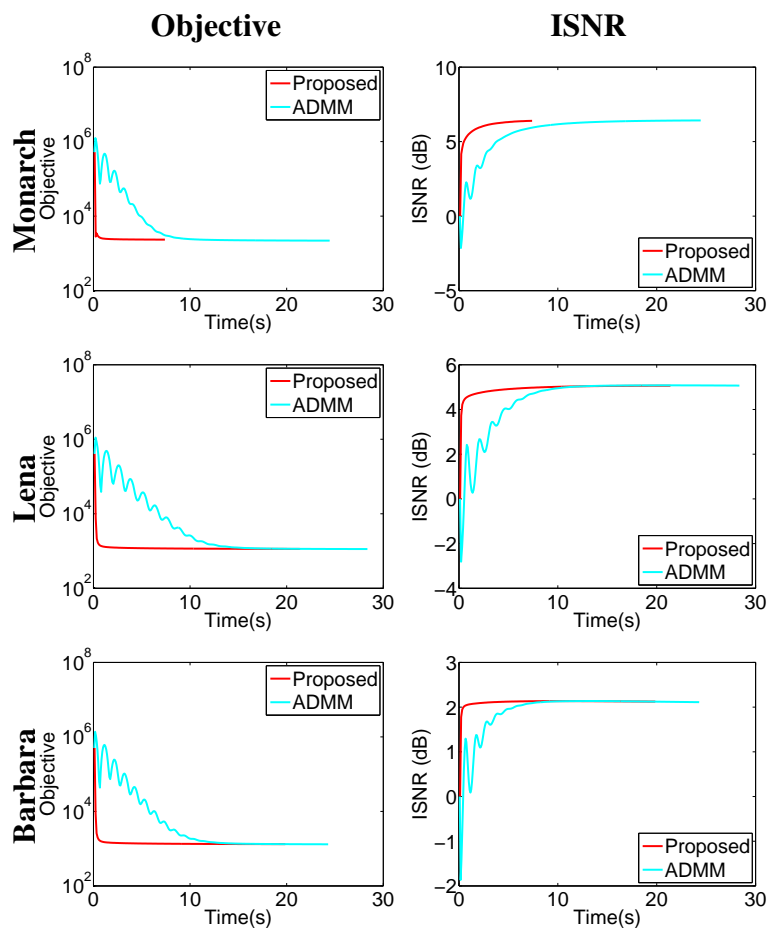 Objective
ISNR
Monarch
Objective
10^8
10^6
10^4
10^2
0
10
20
30
Time(s)
Proposed
ADMM
ISNR (dB)
10
5
0
−5
0
10
20
30
Time(s)
Proposed
ADMM
Lena
Objective
10^8
10^6
10^4
10^2
0
10
20
30
Time(s)
Proposed
ADMM
ISNR (dB)
6
4
2
0
−2
−4
0
10
20
30
Time(s)
Proposed
ADMM
Barbara
Objective
10^8
10^6
10^4
10^2
0
10
20
30
Time(s)
Proposed
ADMM
ISNR (dB)
3
2
1
0
−1
−2
0
10
20
30
Time(s)
Proposed
ADMM